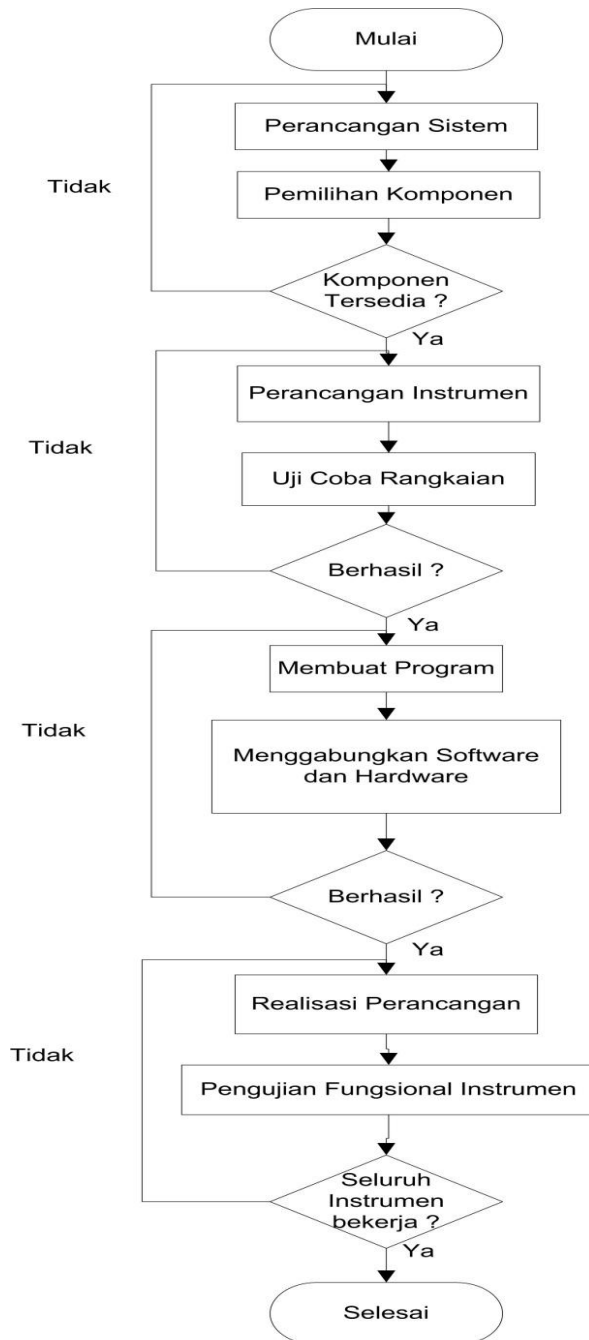 Mulai
Perancangan Sistem
Tidak
Pemilihan Komponen
Komponen
Tersedia ?
Ya
Perancangan Instrumen
Tidak
Uji Coba Rangkaian
Berhasil ?
Ya
Membuat Program
Tidak
Menggabungkan Software
dan Hardware
Berhasil ?
Ya
Realisasi Perancangan
Tidak
Pengujian Fungsional Instrumen
Seluruh
Instrumen
bekerja ?
Ya
Selesai